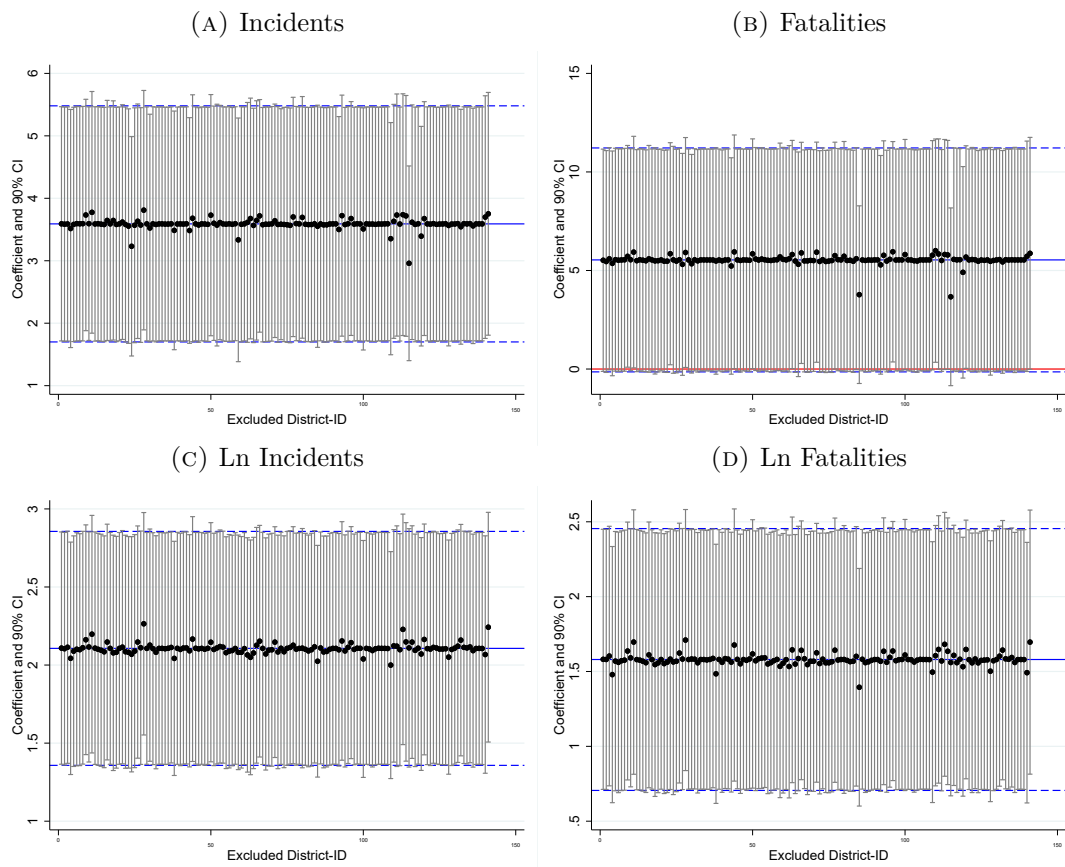 (A) Incidents
(B) Fatalities
Coefficient and 90% CI
1 2 3 4 5 6
0 50 100 150
Excluded District-ID
Coefficient and 90% CI
0 5 10 15
0 50 100 150
Excluded District-ID
(C) Ln Incidents
(D) Ln Fatalities
Coefficient and 90% CI
1 1.5 2 2.5 3
0 50 100 150
Excluded District-ID
Coefficient and 90% CI
.5 1 1.5 2 2.5
0 50 100 150
Excluded District-ID